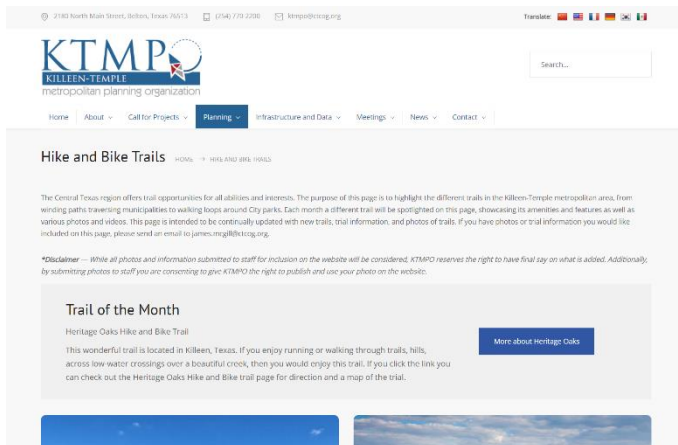 2180 North Main Street, Belton, Texas 76513 (254) 770-2200 ktmpo@ctcog.org Translate:
KTMPO
KILLEEN-TEMPLE
metropolitan planning organization
Search...
Home About Call for Projects Planning Infrastructure and Data Meetings News Contact
Hike and Bike Trails HOME → HIKE AND BIKE TRAILS
The Central Texas region offers trail opportunities for all abilities and interests. The purpose of this page is to highlight the different trails in the Killeen-Temple metropolitan area, from
winding paths traversing municipalities to walking loops around City parks. Each month a different trail will be spotlighted on this page, showcasing its amenities and features as well as
various photos and videos. This page is intended to be continually updated with new trails, trial information, and photos of trails. If you have photos or trial information you would like
included on this page, please send an email to james.mcgill@ctcog.org.
*Disclaimer — While all photos and information submitted to staff for inclusion on the website will be considered, KTMPO reserves the right to have final say on what is added. Additionally,
by submitting photos to staff you are consenting to give KTMPO the right to publish and use your photo on the website.
Trail of the Month
Heritage Oaks Hike and Bike Trail
This wonderful trail is located in Killeen, Texas. If you enjoy running or walking through trails, hills,
across low-water crossings over a beautiful creek, then you would enjoy this trail. If you click the link you
can check out the Heritage Oaks Hike and Bike trail page for direction and a map of the trial.
More about Heritage Oaks